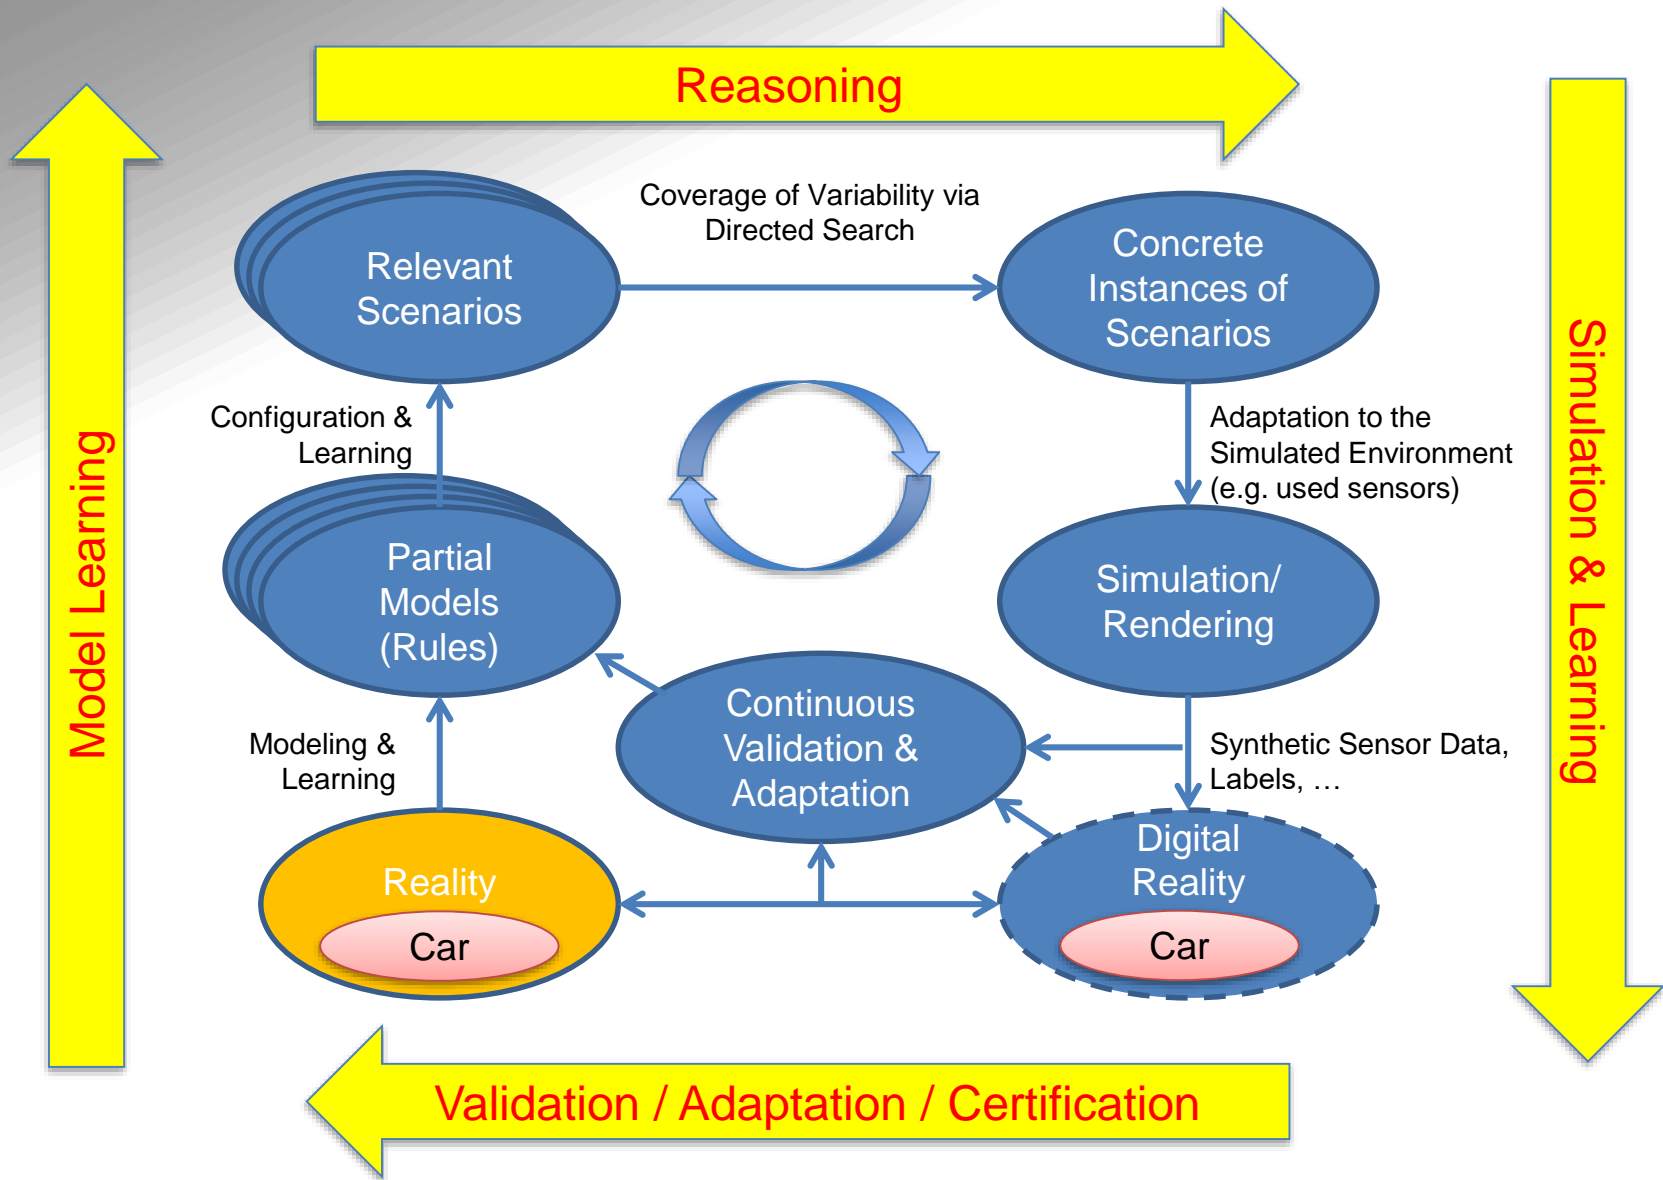 Reasoning
Model Learning
Relevant
Scenarios
Coverage of Variability via
Directed Search
Concrete
Instances of
Scenarios
Simulation & Learning
Configuration &
Learning
Adaptation to the
Simulated Environment
(e.g. used sensors)
Partial
Models
(Rules)
Simulation/
Rendering
Continuous
Validation &
Adaptation
Modeling &
Learning
Synthetic Sensor Data,
Labels, …
Reality
Car
Digital
Reality
Car
Validation / Adaptation / Certification